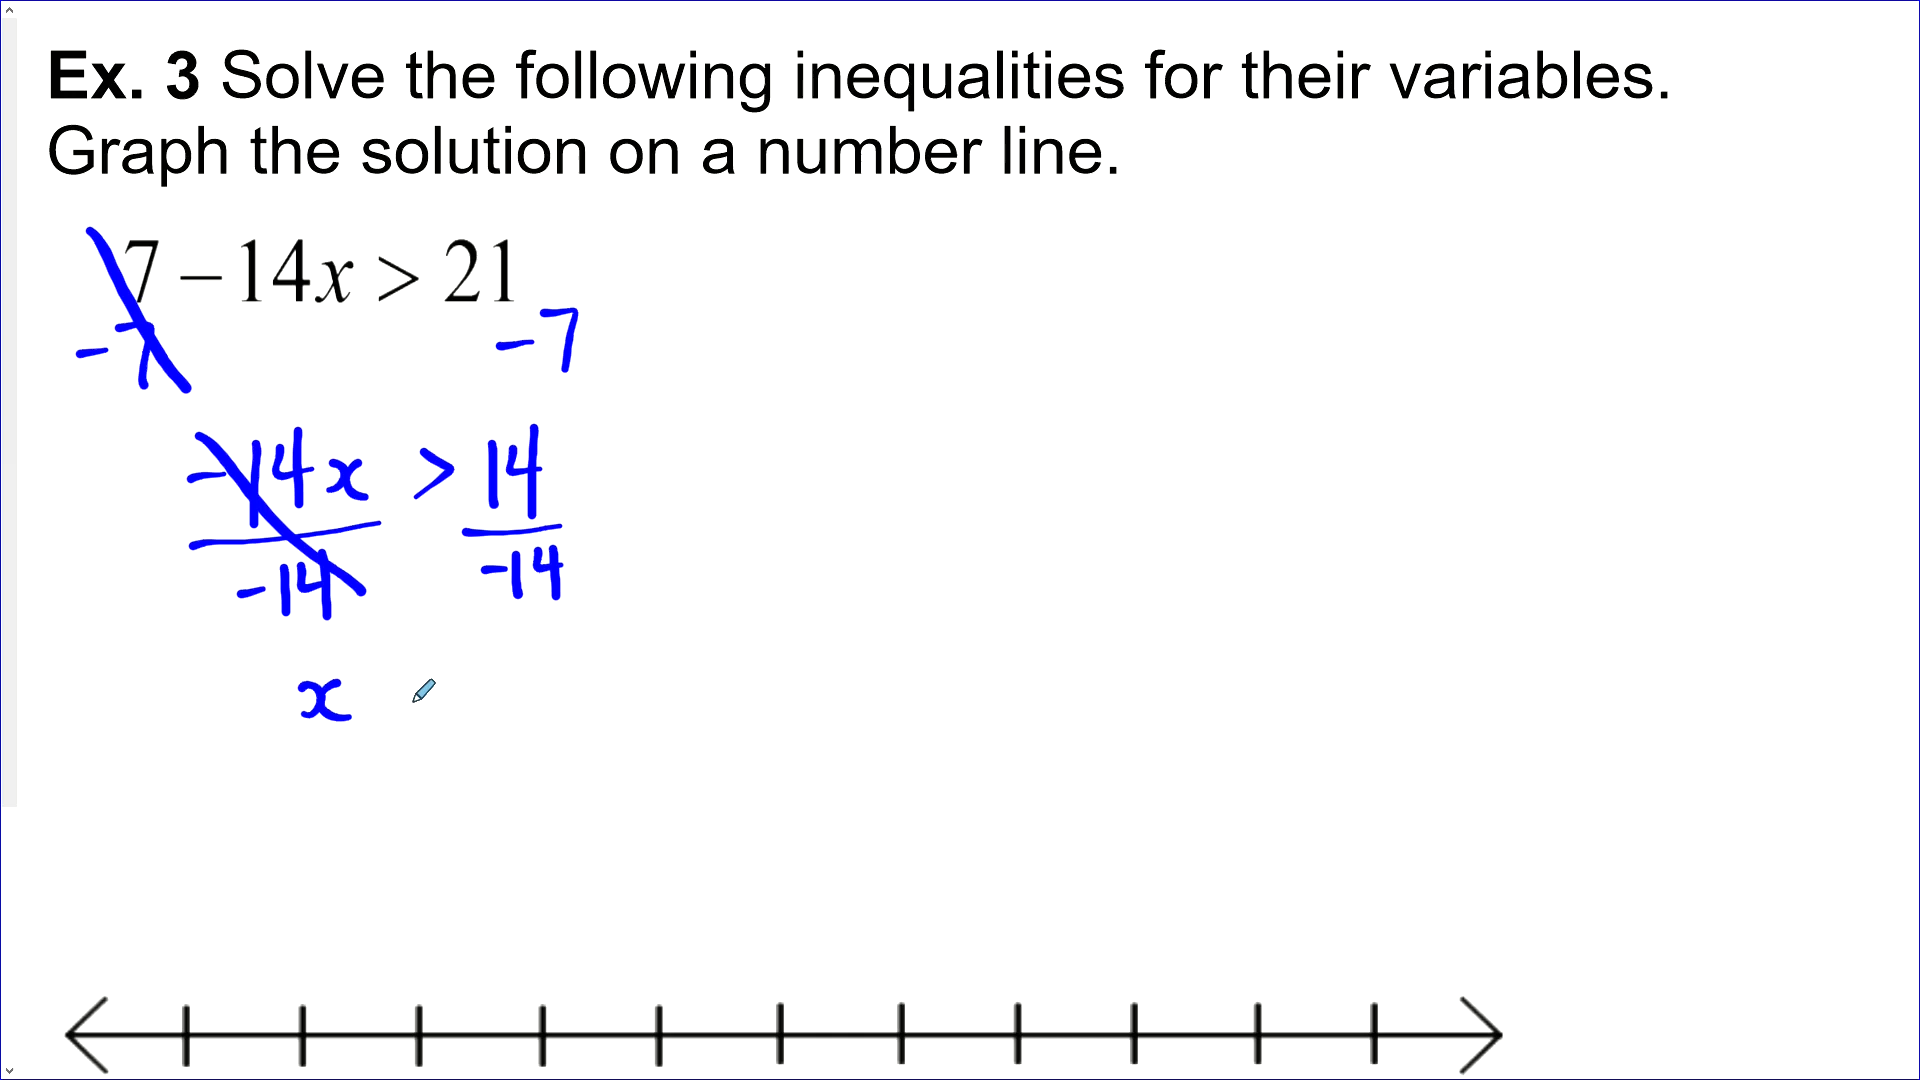 Ex. 3 Solve the following inequalities for their variables.
Graph the solution on a number line.
7 – 14x > 21
-7 -7
-14x > 14
-14 -14
x